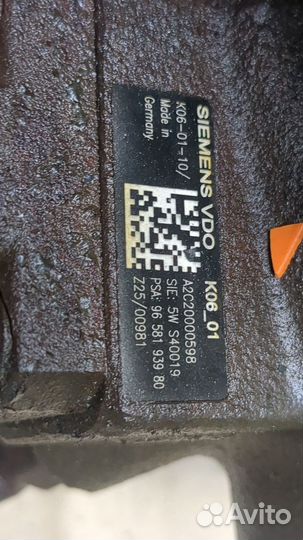 SIEMENS VDO K06_01
K06-01-10/
Made in
Germany
A2C20000598
SIE: 5W S40019
PSA: 96 581 939 80
Z25/00981
Avito